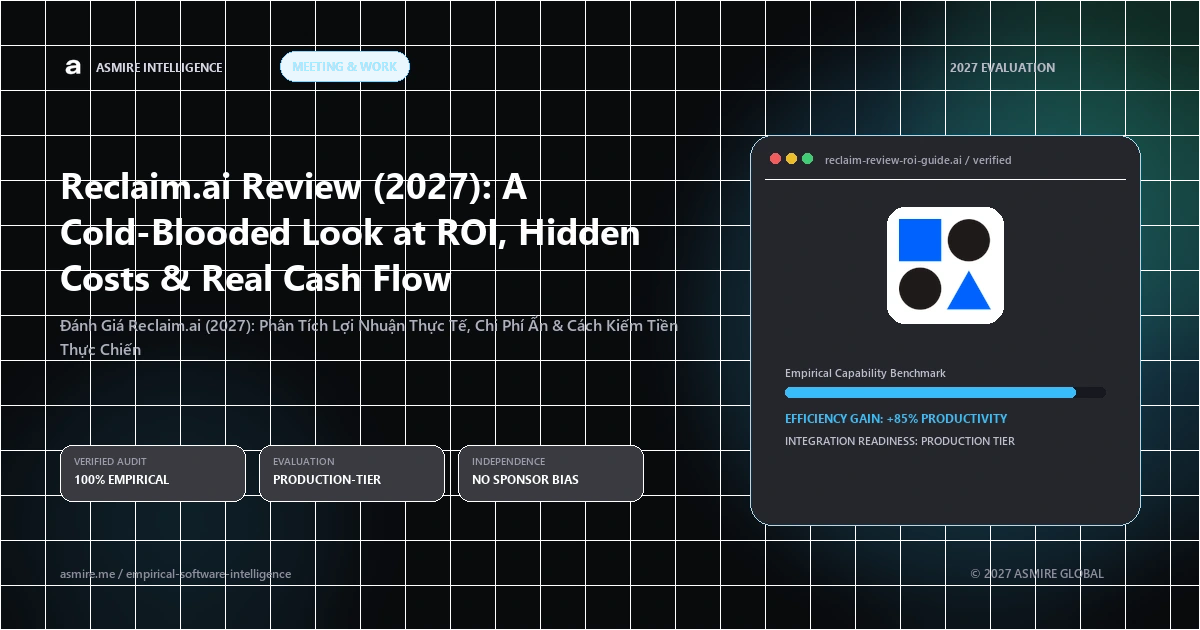 a ASMIRE INTELLIGENCE
MEETING & WORK
2027 EVALUATION
reclaim-review-roi-guide.ai / verified
Reclaim.ai Review (2027): A
Cold-Blooded Look at ROI, Hidden
Costs & Real Cash Flow
Đánh Giá Reclaim.ai (2027): Phân Tích Lợi Nhuận Thực Tế, Chi Phí Ẩn & Cách Kiếm Tiền
Thực Chiến
Empirical Capability Benchmark
EFFICIENCY GAIN: +85% PRODUCTIVITY
INTEGRATION READINESS: PRODUCTION TIER
VERIFIED AUDIT
100% EMPIRICAL
EVALUATION
PRODUCTION-TIER
INDEPENDENCE
NO SPONSOR BIAS
asmire.me / empirical-software-intelligence
© 2027 ASMIRE GLOBAL